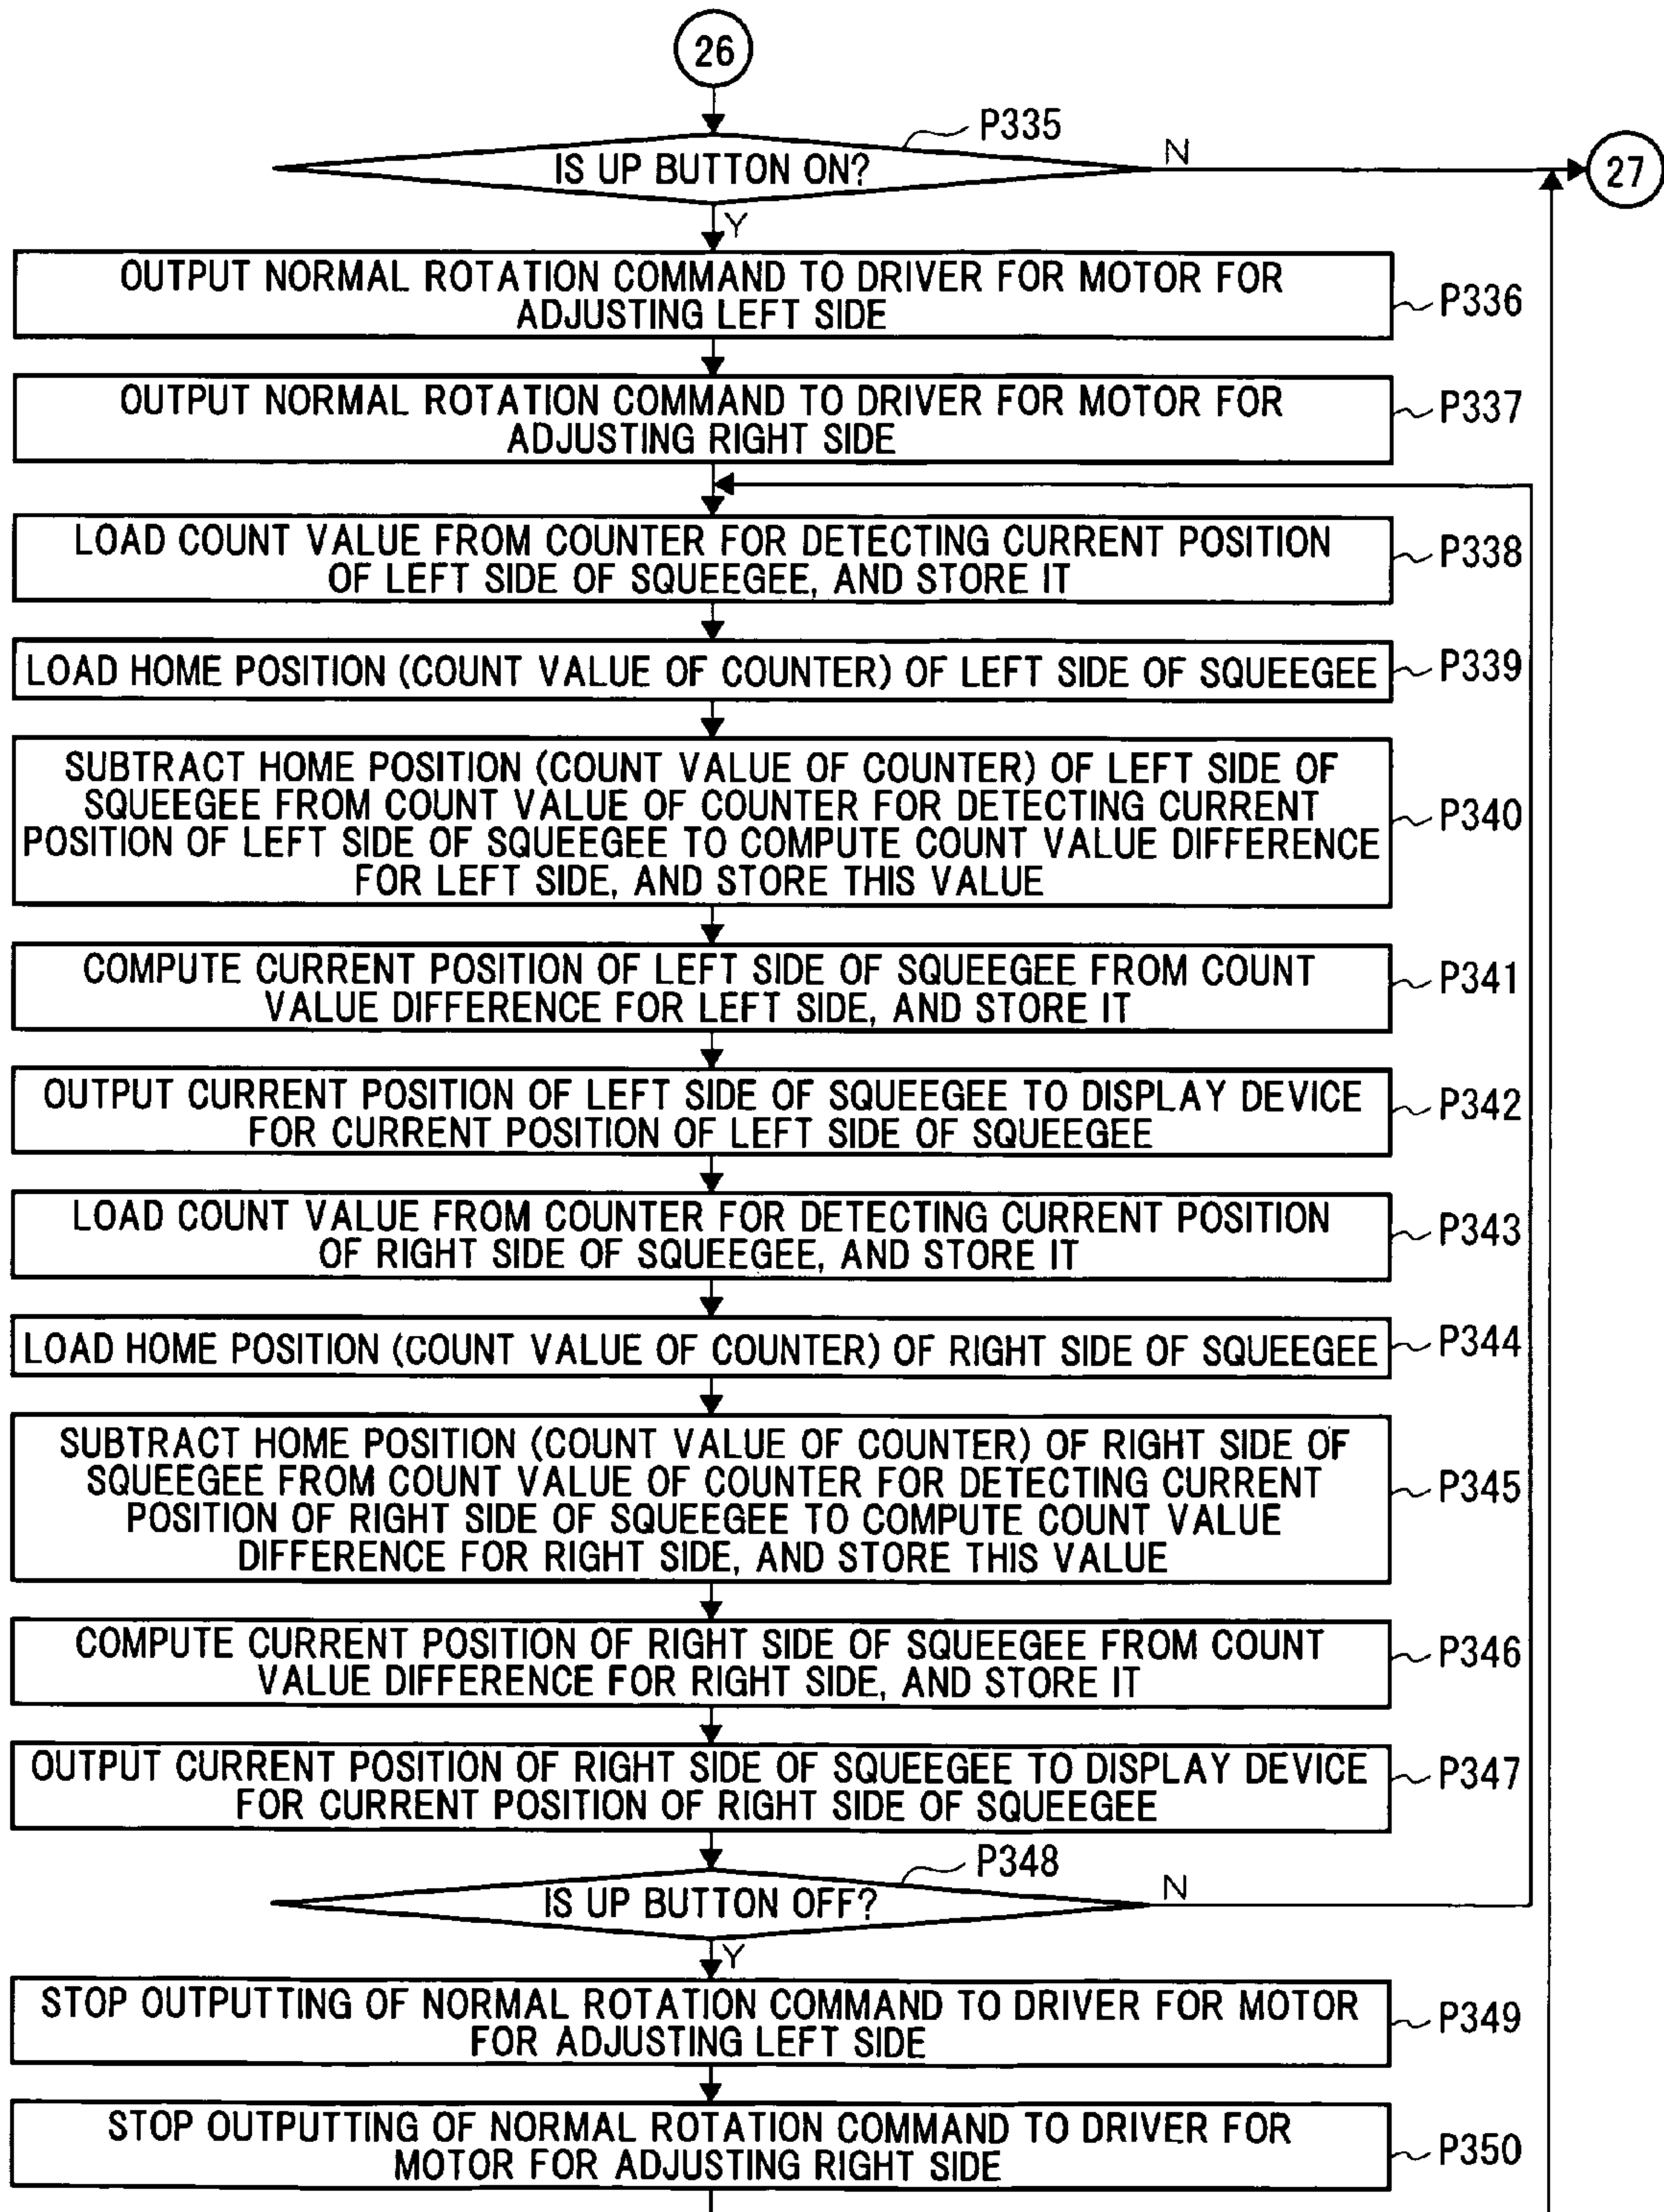 26
P335
IS UP BUTTON ON?
N
27
Y
OUTPUT NORMAL ROTATION COMMAND TO DRIVER FOR MOTOR FOR
ADJUSTING LEFT SIDE
P336
OUTPUT NORMAL ROTATION COMMAND TO DRIVER FOR MOTOR FOR
ADJUSTING RIGHT SIDE
P337
LOAD COUNT VALUE FROM COUNTER FOR DETECTING CURRENT POSITION
OF LEFT SIDE OF SQUEEGEE, AND STORE IT
P338
LOAD HOME POSITION (COUNT VALUE OF COUNTER) OF LEFT SIDE OF SQUEEGEE
P339
SUBTRACT HOME POSITION (COUNT VALUE OF COUNTER) OF LEFT SIDE OF
SQUEEGEE FROM COUNT VALUE OF COUNTER FOR DETECTING CURRENT
POSITION OF LEFT SIDE OF SQUEEGEE TO COMPUTE COUNT VALUE DIFFERENCE
FOR LEFT SIDE, AND STORE THIS VALUE
P340
COMPUTE CURRENT POSITION OF LEFT SIDE OF SQUEEGEE FROM COUNT
VALUE DIFFERENCE FOR LEFT SIDE, AND STORE IT
P341
OUTPUT CURRENT POSITION OF LEFT SIDE OF SQUEEGEE TO DISPLAY DEVICE
FOR CURRENT POSITION OF LEFT SIDE OF SQUEEGEE
P342
LOAD COUNT VALUE FROM COUNTER FOR DETECTING CURRENT POSITION
OF RIGHT SIDE OF SQUEEGEE, AND STORE IT
P343
LOAD HOME POSITION (COUNT VALUE OF COUNTER) OF RIGHT SIDE OF SQUEEGEE
P344
SUBTRACT HOME POSITION (COUNT VALUE OF COUNTER) OF RIGHT SIDE OF
SQUEEGEE FROM COUNT VALUE OF COUNTER FOR DETECTING CURRENT
POSITION OF RIGHT SIDE OF SQUEEGEE TO COMPUTE COUNT VALUE
DIFFERENCE FOR RIGHT SIDE, AND STORE THIS VALUE
P345
COMPUTE CURRENT POSITION OF RIGHT SIDE OF SQUEEGEE FROM COUNT
VALUE DIFFERENCE FOR RIGHT SIDE, AND STORE IT
P346
OUTPUT CURRENT POSITION OF RIGHT SIDE OF SQUEEGEE TO DISPLAY DEVICE
FOR CURRENT POSITION OF RIGHT SIDE OF SQUEEGEE
P347
P348
IS UP BUTTON OFF?
N
Y
STOP OUTPUTTING OF NORMAL ROTATION COMMAND TO DRIVER FOR MOTOR
FOR ADJUSTING LEFT SIDE
P349
STOP OUTPUTTING OF NORMAL ROTATION COMMAND TO DRIVER FOR
MOTOR FOR ADJUSTING RIGHT SIDE
P350